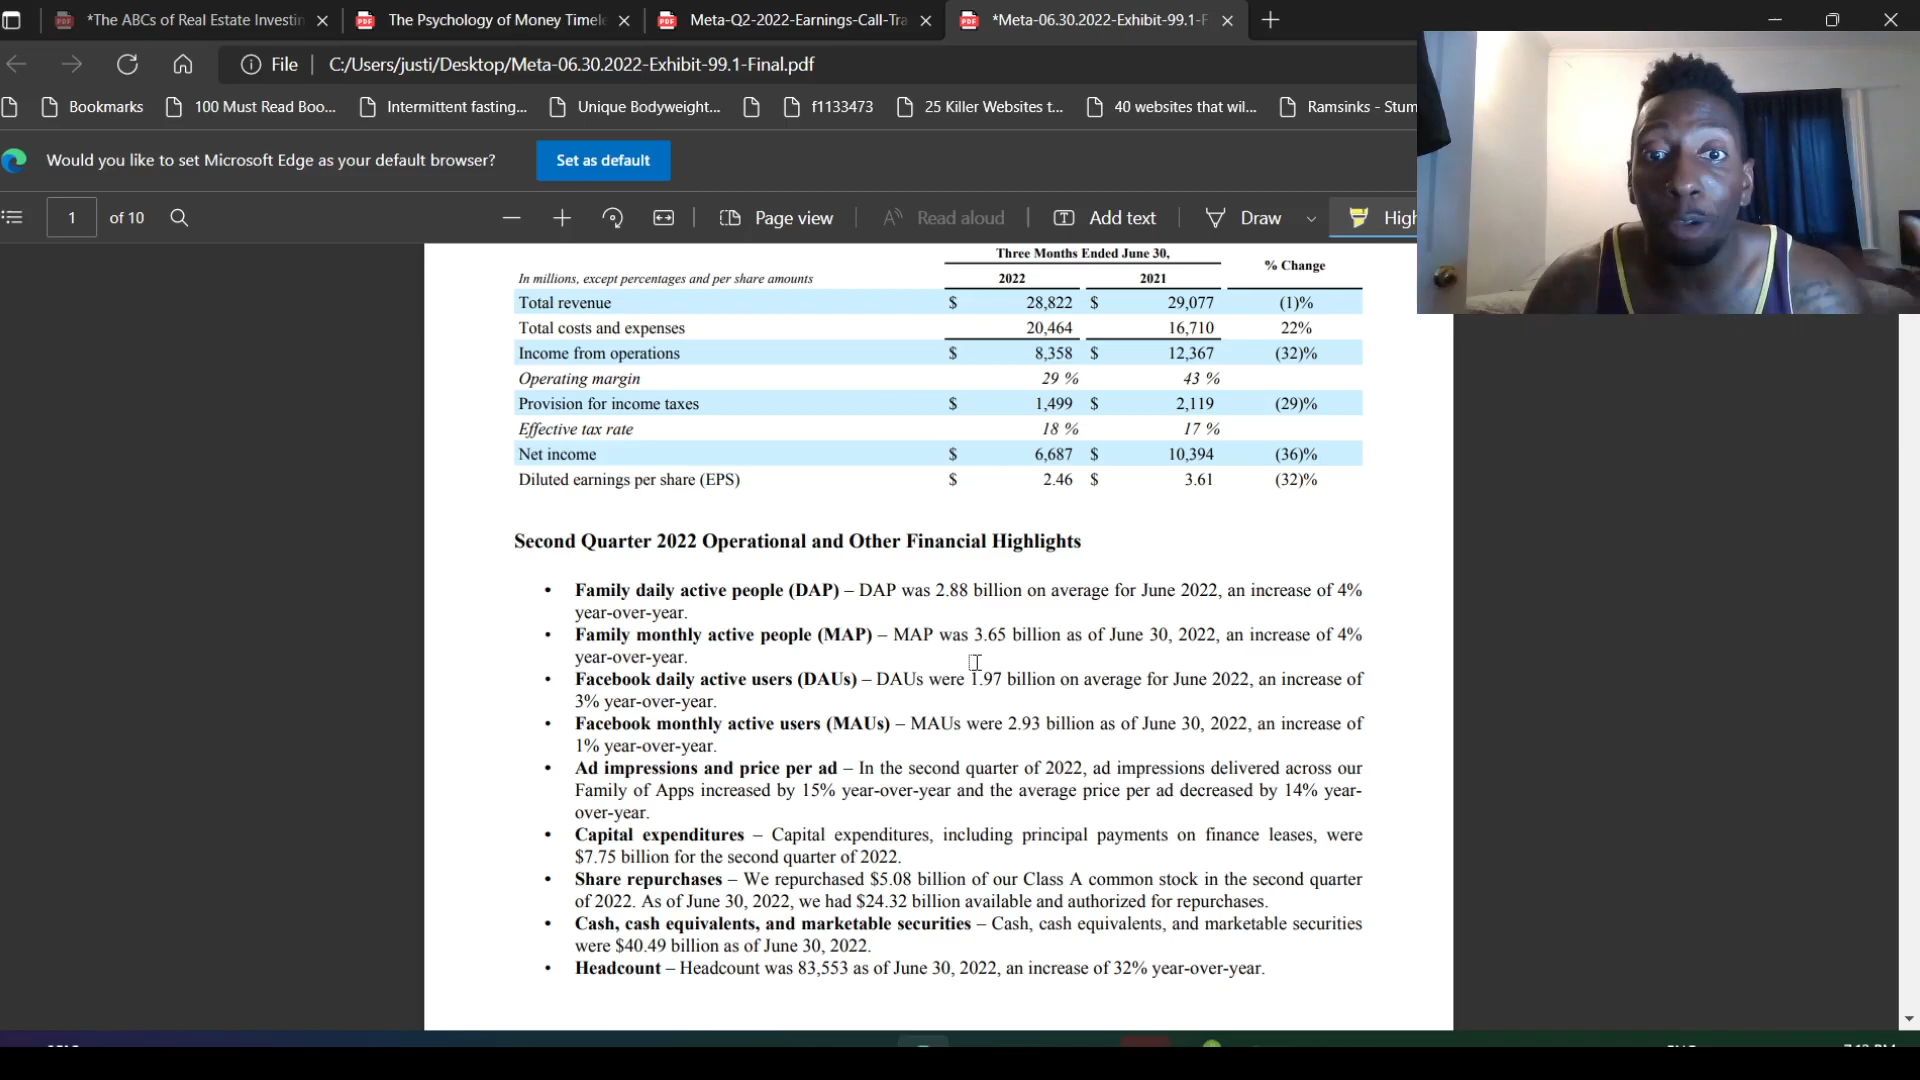 *The ABCs of Real Estate Investin
The Psychology of Money Timele
Meta-Q2-2022-Earnings-Call-Tra
*Meta-06.30.2022-Exhibit-99.1-F
File
C:/Users/justi/Desktop/Meta-06.30.2022-Exhibit-99.1-Final.pdf
Bookmarks
100 Must Read Boo...
Intermittent fasting...
Unique Bodyweight...
f1133473
25 Killer Websites t...
40 websites that wil...
Ramsinks - Stum
Would you like to set Microsoft Edge as your default browser?
Set as default
1 of 10
Page view
Read aloud
Add text
Draw
High
Three Months Ended June 30,
% Change
In millions, except percentages and per share amounts 2022 2021
Total revenue $ 28,822 $ 29,077 (1)%
Total costs and expenses 20,464 16,710 22%
Income from operations $ 8,358 $ 12,367 (32)%
Operating margin 29 % 43 %
Provision for income taxes $ 1,499 $ 2,119 (29)%
Effective tax rate 18 % 17 %
Net income $ 6,687 $ 10,394 (36)%
Diluted earnings per share (EPS) $ 2.46 $ 3.61 (32)%
Second Quarter 2022 Operational and Other Financial Highlights
• Family daily active people (DAP) – DAP was 2.88 billion on average for June 2022, an increase of 4%
year-over-year.
• Family monthly active people (MAP) – MAP was 3.65 billion as of June 30, 2022, an increase of 4%
year-over-year.
• Facebook daily active users (DAUs) – DAUs were 1.97 billion on average for June 2022, an increase of
3% year-over-year.
• Facebook monthly active users (MAUs) – MAUs were 2.93 billion as of June 30, 2022, an increase of
1% year-over-year.
• Ad impressions and price per ad – In the second quarter of 2022, ad impressions delivered across our
Family of Apps increased by 15% year-over-year and the average price per ad decreased by 14% year-
over-year.
• Capital expenditures – Capital expenditures, including principal payments on finance leases, were
$7.75 billion for the second quarter of 2022.
• Share repurchases – We repurchased $5.08 billion of our Class A common stock in the second quarter
of 2022. As of June 30, 2022, we had $24.32 billion available and authorized for repurchases.
• Cash, cash equivalents, and marketable securities – Cash, cash equivalents, and marketable securities
were $40.49 billion as of June 30, 2022.
• Headcount – Headcount was 83,553 as of June 30, 2022, an increase of 32% year-over-year.